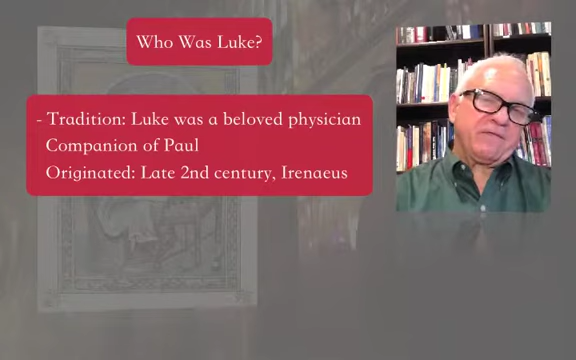 Who Was Luke?
- Tradition: Luke was a beloved physician
Companion of Paul
Originated: Late 2nd century, Irenaeus